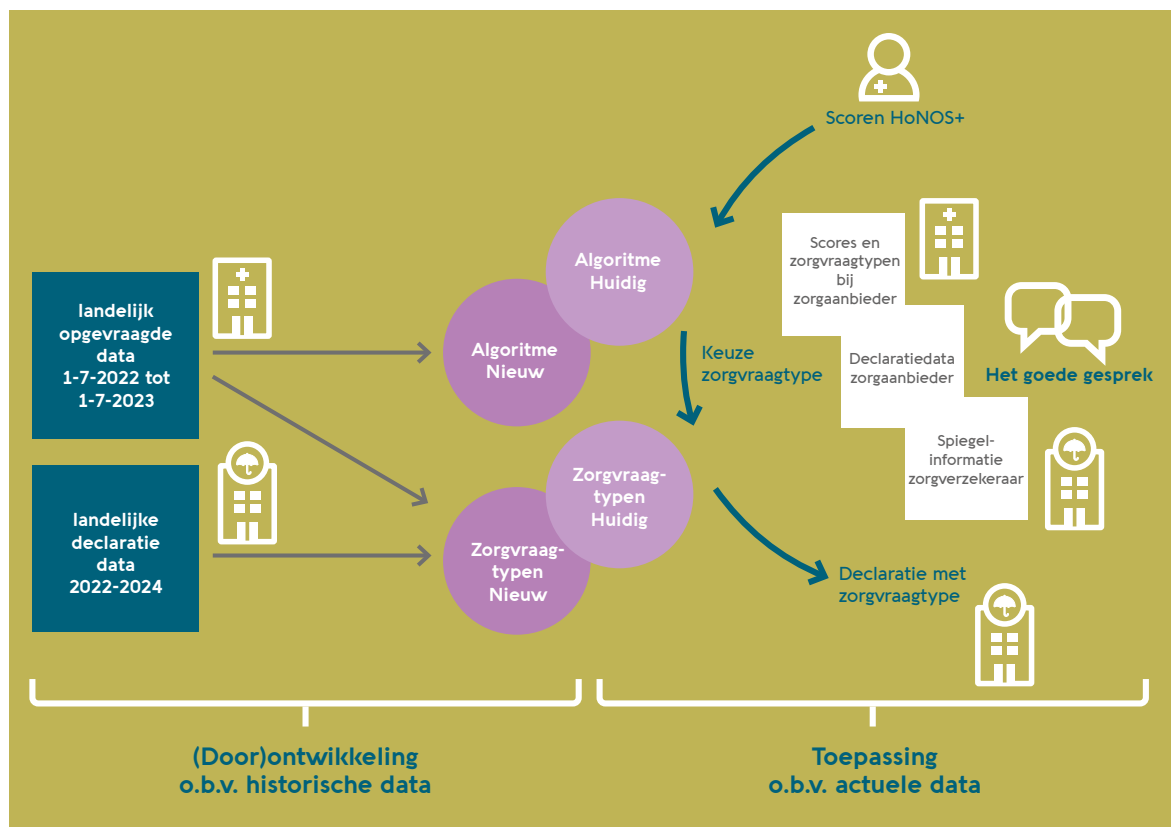 Scoren HoNOS+
Algoritme
Huidig
Scores en
zorgvraagtypen
bij
zorgaanbieder
landelijk
opgevraagde
data
1-7-2022 tot
1-7-2023
Algoritme
Nieuw
Keuze
zorgvraagtype
Declaratiedata
zorgaanbieder
Het goede gesprek
Spiegel-
informatie
zorgverzekeraar
Zorgvraag-
typen
Huidig
landelijke
declaratie
data
2022-2024
Zorgvraag-
typen
Nieuw
Declaratie met
zorgvraagtype
(Door)ontwikkeling
o.b.v. historische data
Toepassing
o.b.v. actuele data